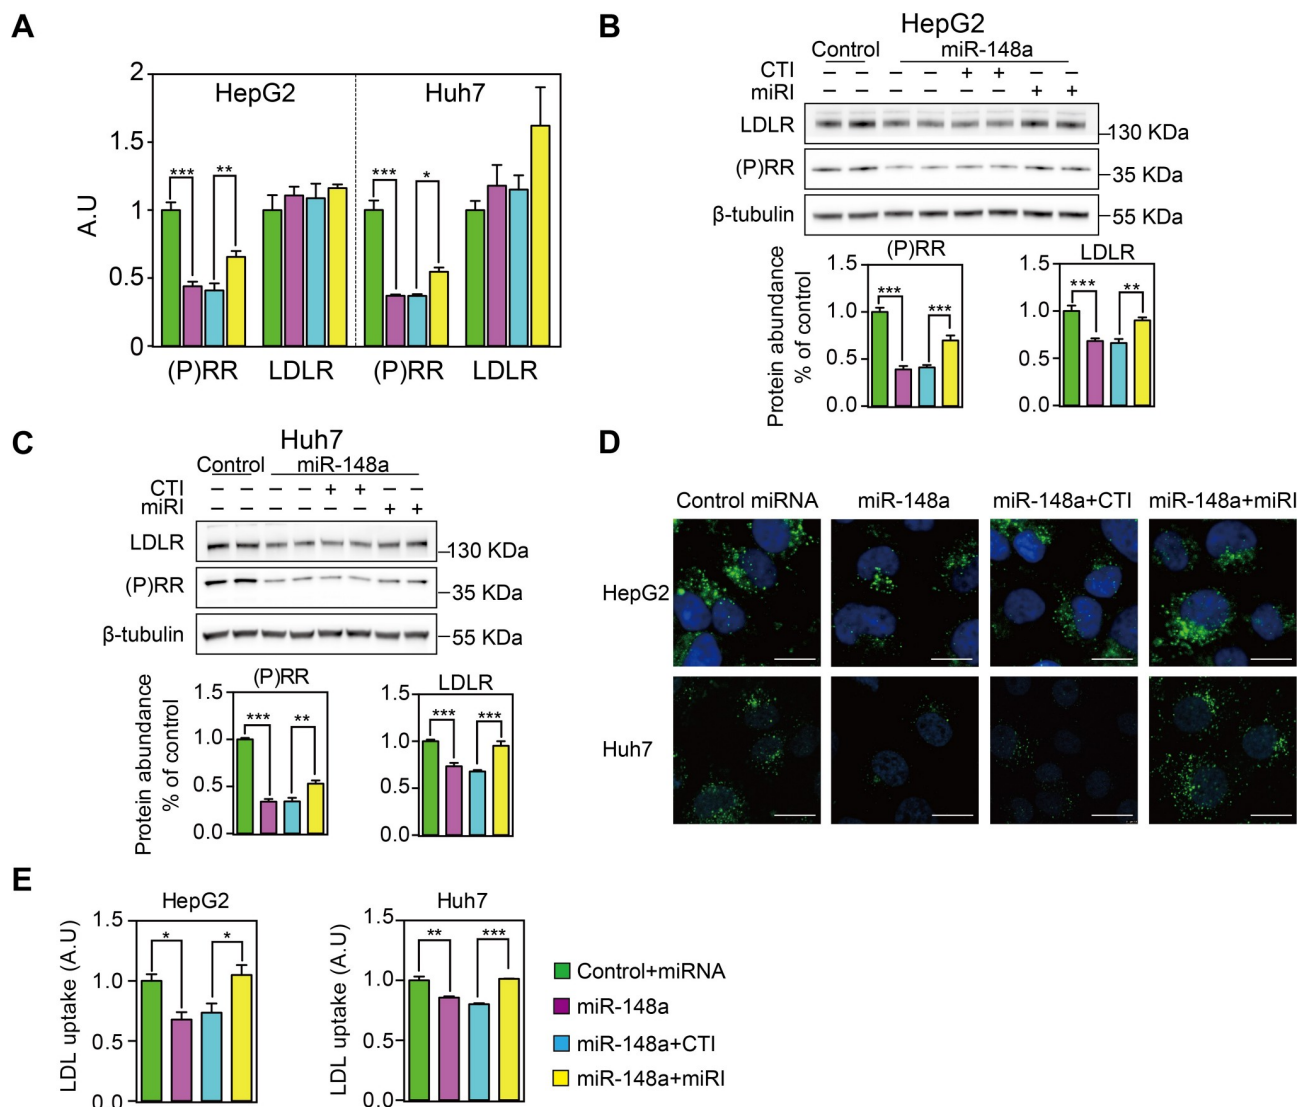 A
2
1.5
1
0.5
0
A.U
HepG2
Huh7
*** ** *** *
(P)RR LDLR (P)RR LDLR
B
HepG2
Control miR-148a
CTI − − − − + + − −
miRI − − − − − − + +
LDLR 130 KDa
(P)RR 35 KDa
β-tubulin 55 KDa
Protein abundance
% of control
(P)RR
1.5
1.0
0.5
0.0
*** ***
LDLR
1.5
1.0
0.5
0.0
*** **
C
Huh7
Control miR-148a
CTI − − − − + + − −
miRI − − − − − − + +
LDLR 130 KDa
(P)RR 35 KDa
β-tubulin 55 KDa
Protein abundance
% of control
(P)RR
1.5
1.0
0.5
0.0
*** **
LDLR
1.5
1.0
0.5
0.0
*** ***
D
Control miRNA miR-148a miR-148a+CTI miR-148a+miRI
HepG2
Huh7
E
HepG2
LDL uptake (A.U)
1.5
1.0
0.5
0.0
* *
Huh7
LDL uptake (A.U)
1.5
1.0
0.5
0.0
** ***
Control+miRNA
miR-148a
miR-148a+CTI
miR-148a+miRI